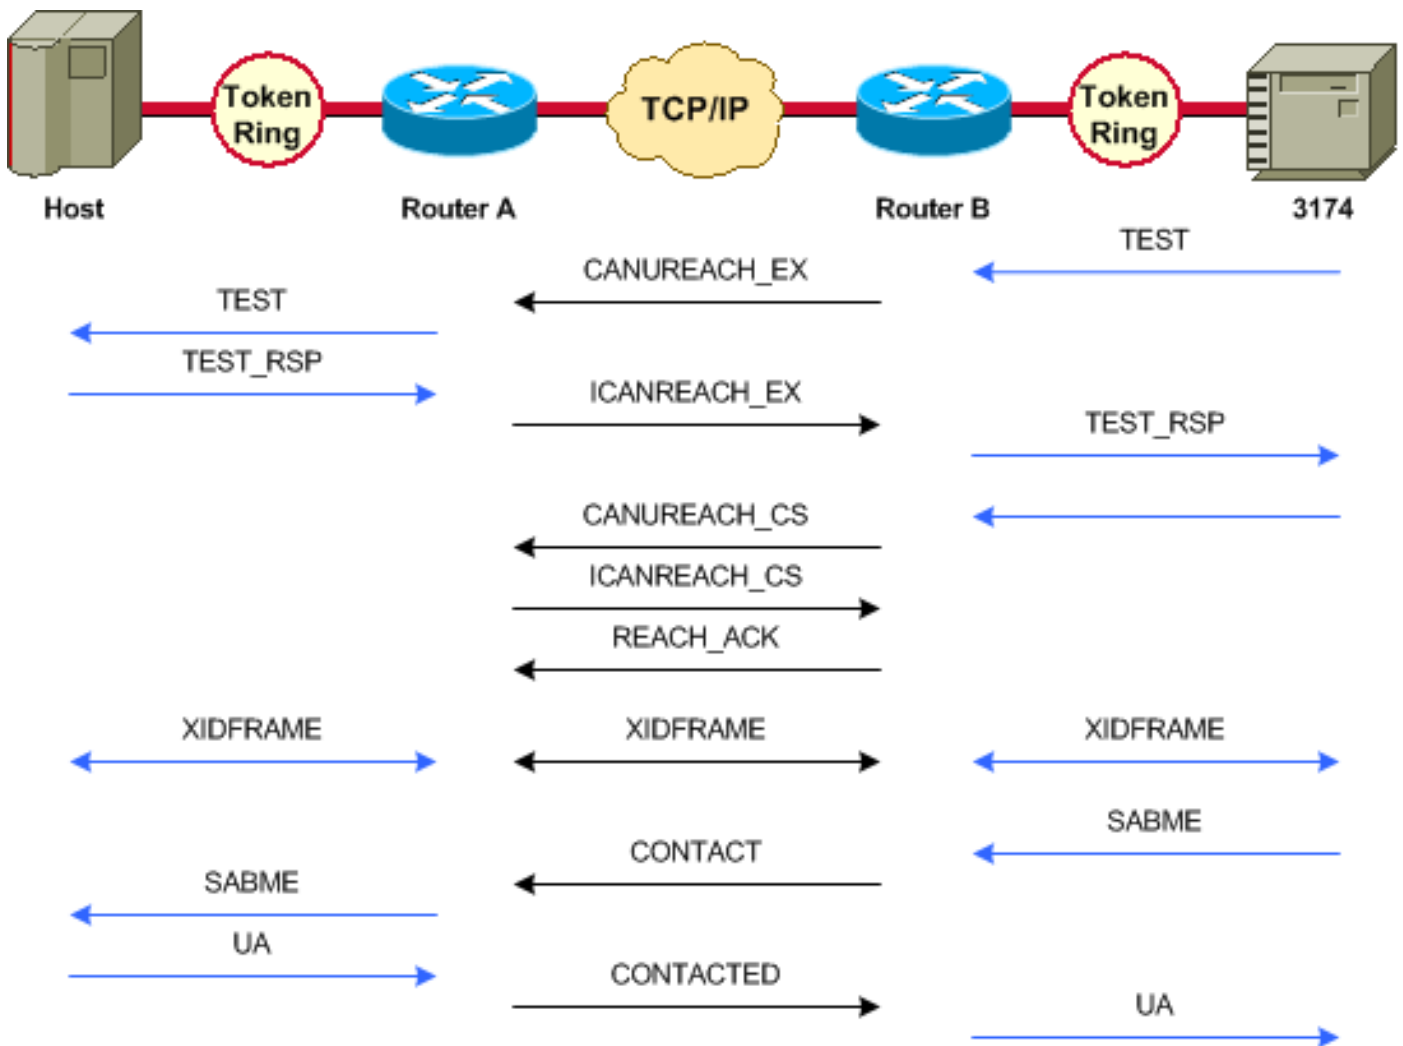 Token
Ring
TCP/IP
Token
Ring
Host
Router A
Router B
3174
TEST
CANUREACH_EX
TEST
TEST_RSP
ICANREACH_EX
TEST_RSP
CANUREACH_CS
ICANREACH_CS
REACH_ACK
XIDFRAME
XIDFRAME
XIDFRAME
SABME
CONTACT
SABME
UA
CONTACTED
UA